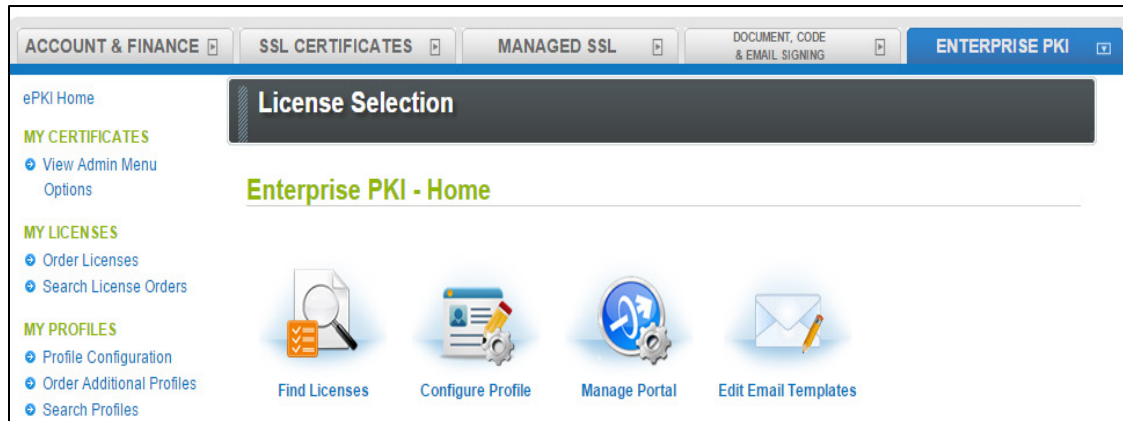 ACCOUNT & FINANCE
SSL CERTIFICATES
MANAGED SSL
DOCUMENT, CODE
& EMAIL SIGNING
ENTERPRISE PKI
ePKI Home
MY CERTIFICATES
View Admin Menu
Options
MY LICENSES
Order Licenses
Search License Orders
MY PROFILES
Profile Configuration
Order Additional Profiles
Search Profiles
License Selection
Enterprise PKI - Home
Find Licenses
Configure Profile
Manage Portal
Edit Email Templates